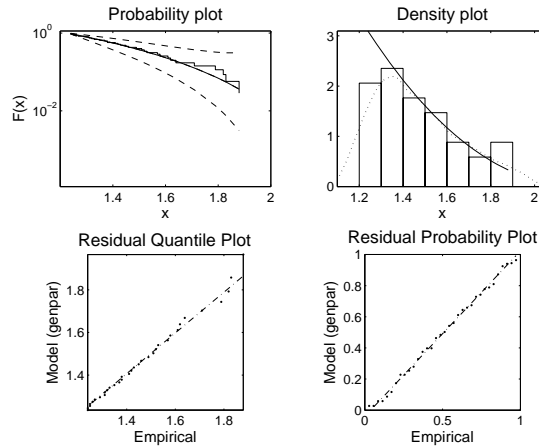 Probability plot
10^0
10^-2
F(x)
1.4
1.6
1.8
2
x
Density plot
3
2
1
0
1.2
1.4
1.6
1.8
2
x
Residual Quantile Plot
1.8
1.6
1.4
Model (genpar)
1.4
1.6
1.8
Empirical
Residual Probability Plot
1
0.8
0.6
0.4
0.2
0
Model (genpar)
0
0.5
1
Empirical